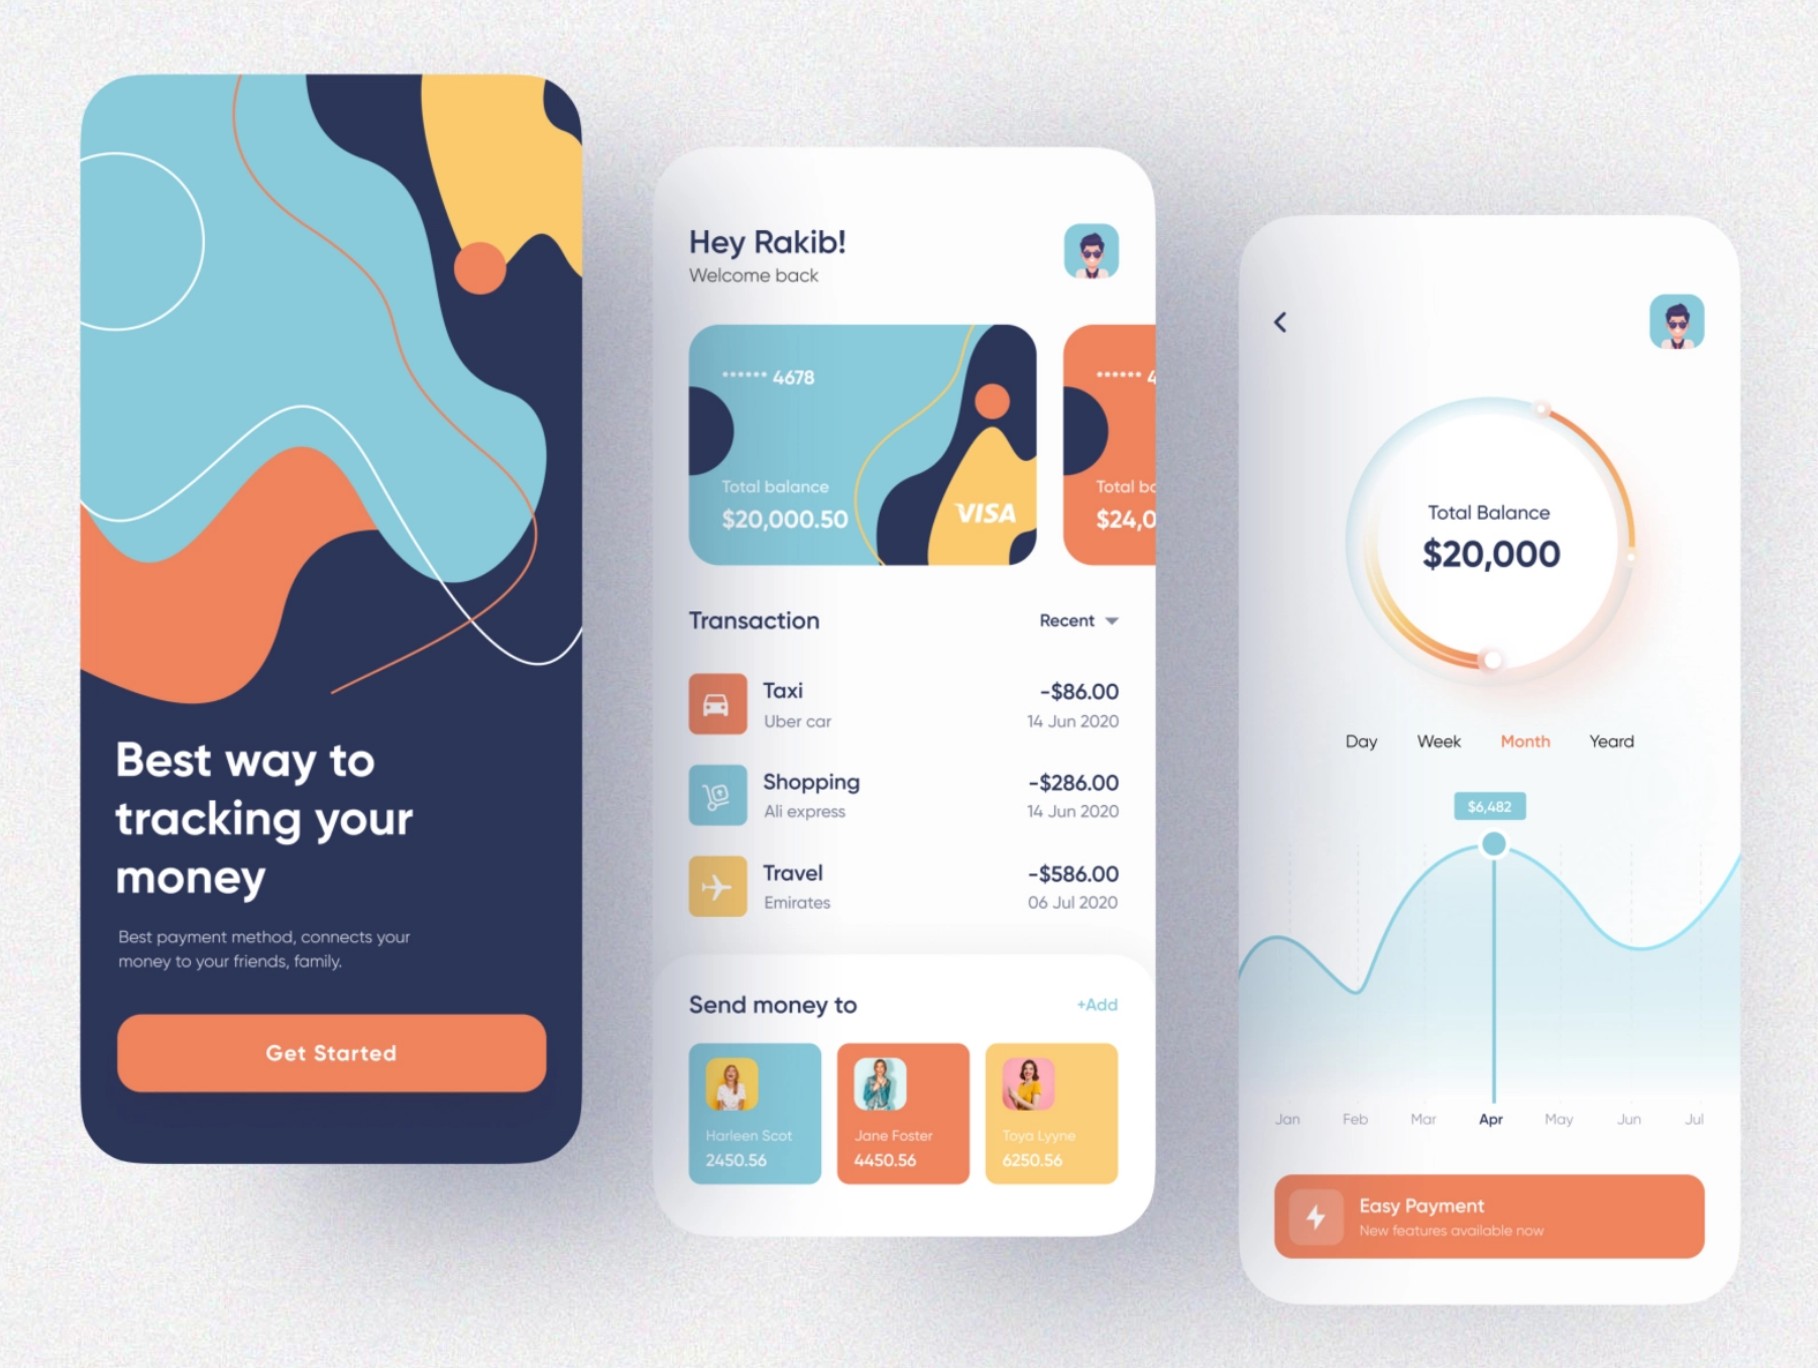 Best way to
tracking your
money
Best payment method, connects your
money to your friends, family.
Get Started
Hey Rakib!
Welcome back
****** 4678
Total balance
$20,000.50
VISA
****** 4
Total ba
$24,0
Transaction
Recent
Taxi
-$86.00
Uber car
14 Jun 2020
Shopping
-$286.00
Ali express
14 Jun 2020
Travel
-$586.00
Emirates
06 Jul 2020
Send money to
+Add
Harleen Scot
2450.56
Jane Foster
4450.56
Toya Lyyne
6250.56
Total Balance
$20,000
Day Week Month Yeard
$6,482
Jan Feb Mar Apr May Jun Jul
Easy Payment
New features available now